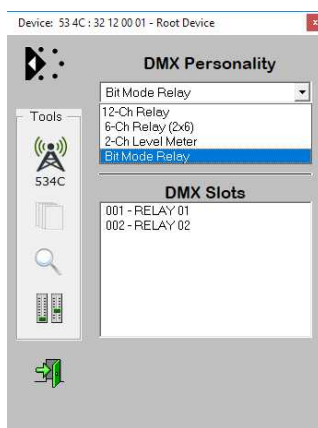 Device: 53 4C : 32 12 00 01 - Root Device
x
DMX Personality
Bit Mode Relay
Tools
12-Ch Relay
6-Ch Relay (2x6)
2-Ch Level Meter
Bit Mode Relay
534C
DMX Slots
001 - RELAY 01
002 - RELAY 02